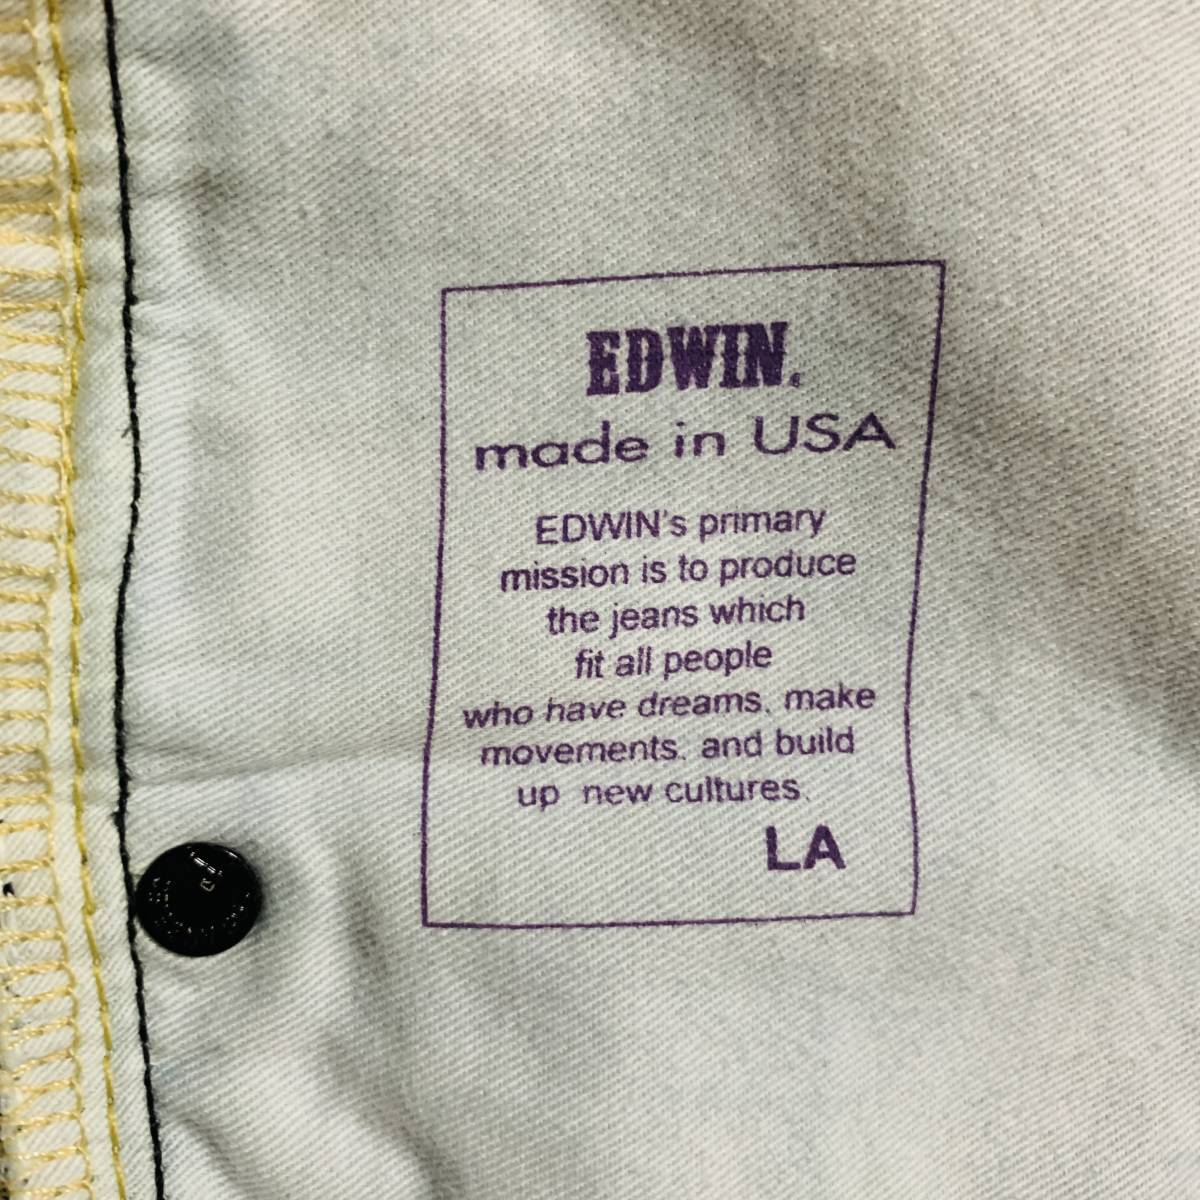 EDWIN.
made in USA
EDWIN's primary
mission is to produce
the jeans which
fit all people
who have dreams, make
movements, and build
up new cultures.
LA